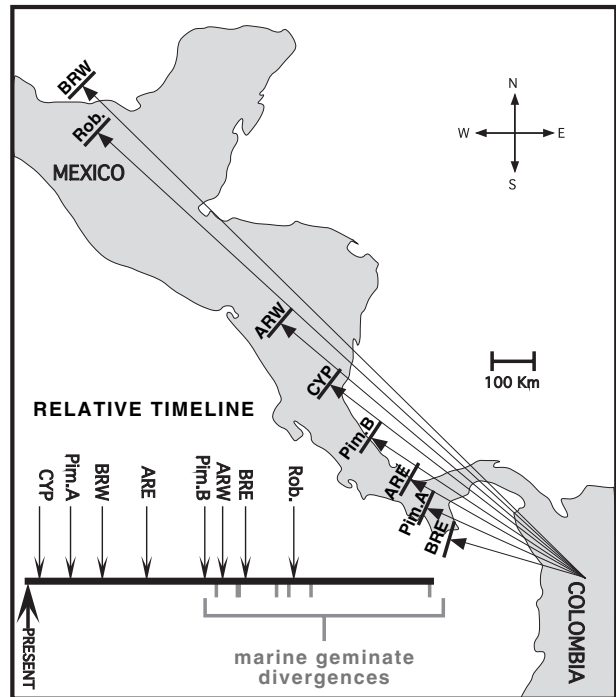 BRW
Rob.
MEXICO
N
W
E
S
ARW
CYP
100 Km
Pim.B
ARE
Pim.A
BRE
COLOMBIA
RELATIVE TIMELINE
CYP
Pim.A
BRW
ARE
Pim.B
ARW
BRE
Rob.
PRESENT
marine geminate
divergences